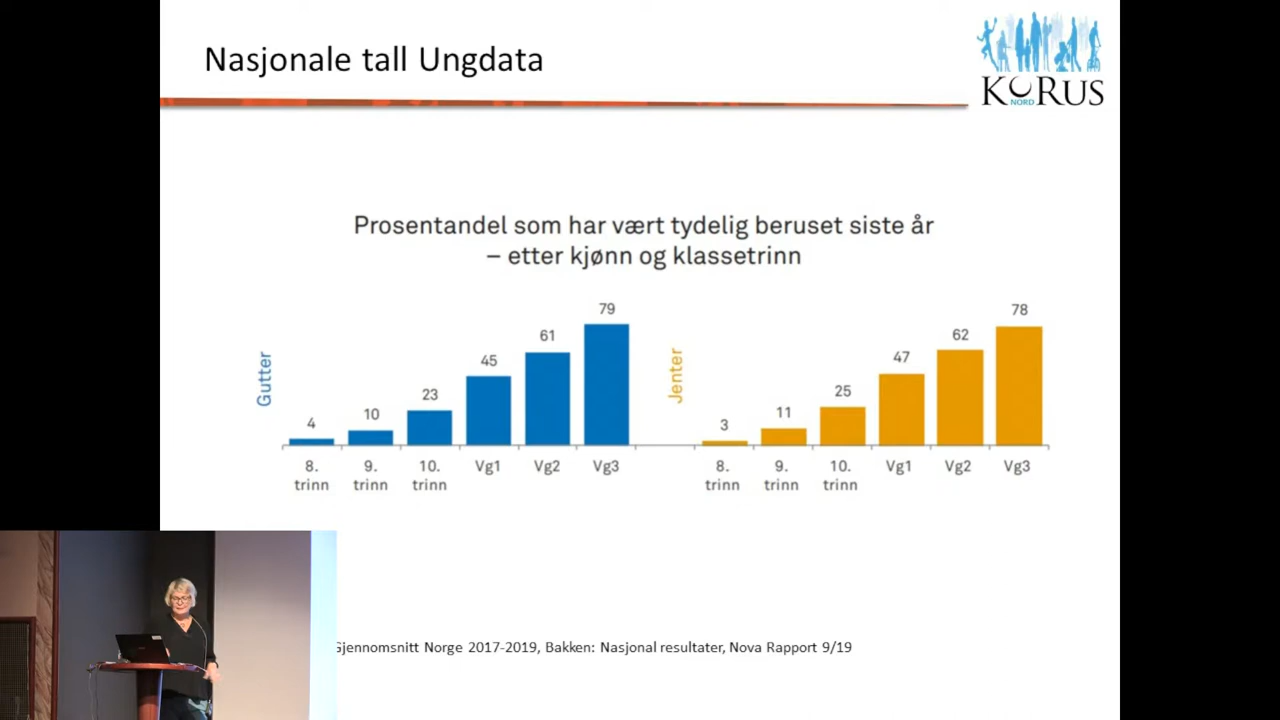 Nasjonale tall Ungdata
KoRUS
NORD
Prosentandel som har vært tydelig beruset siste år
– etter kjønn og klassetrinn
Gutter
4
10
23
45
61
79
8. trinn
9. trinn
10. trinn
Vg1
Vg2
Vg3
Jenter
3
11
25
47
62
78
8. trinn
9. trinn
10. trinn
Vg1
Vg2
Vg3
Gjennomsnitt Norge 2017-2019, Bakken: Nasjonal resultater, Nova Rapport 9/19